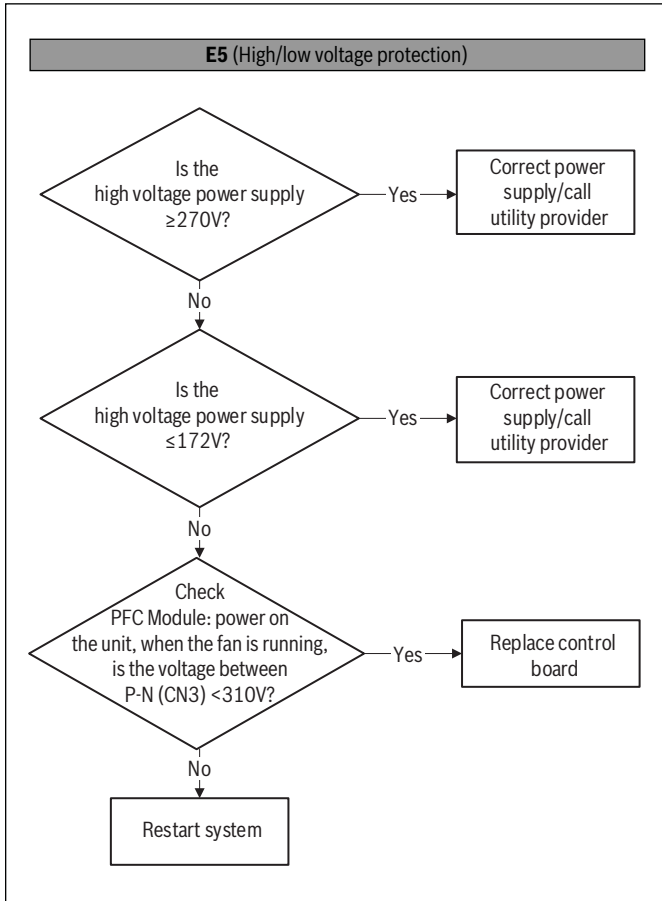 E5 (High/low voltage protection)
Is the
high voltage power supply
≥270V?
Yes
Correct power
supply/call
utility provider
No
Is the
high voltage power supply
≤172V?
Yes
Correct power
supply/call
utility provider
No
Check
PFC Module: power on
the unit, when the fan is running,
is the voltage between
P-N (CN3) <310V?
Yes
Replace control
board
No
Restart system